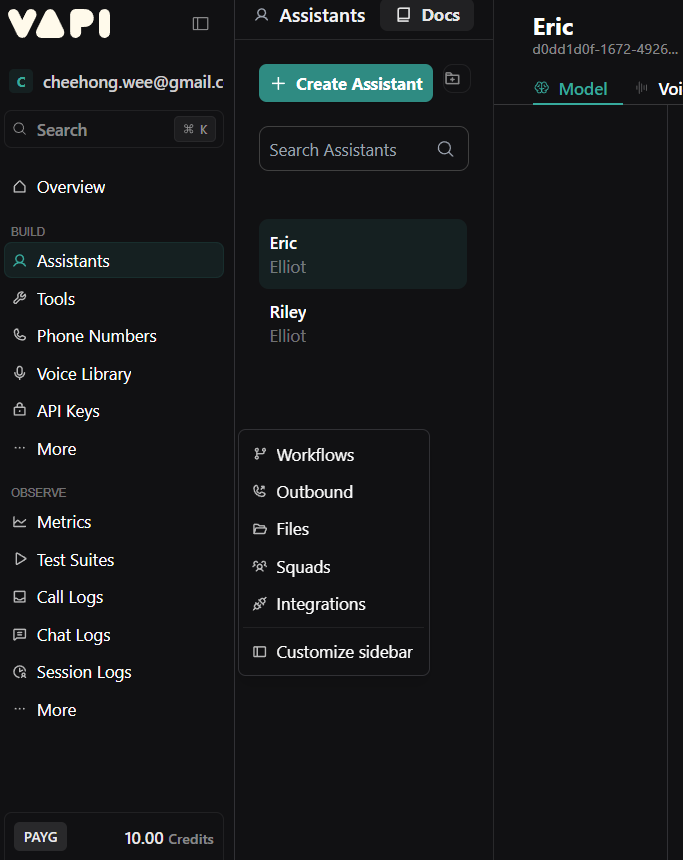 VAPI
C cheehong.wee@gmail.c
Search ⌘ K
Overview
BUILD
Assistants
Tools
Phone Numbers
Voice Library
API Keys
More
OBSERVE
Metrics
Test Suites
Call Logs
Chat Logs
Session Logs
More
PAYG 10.00 Credits
Assistants Docs
Create Assistant
Search Assistants
Eric
Elliot
Riley
Elliot
Workflows
Outbound
Files
Squads
Integrations
Customize sidebar
Eric
d0dd1d0f-1672-4926...
Model Voi